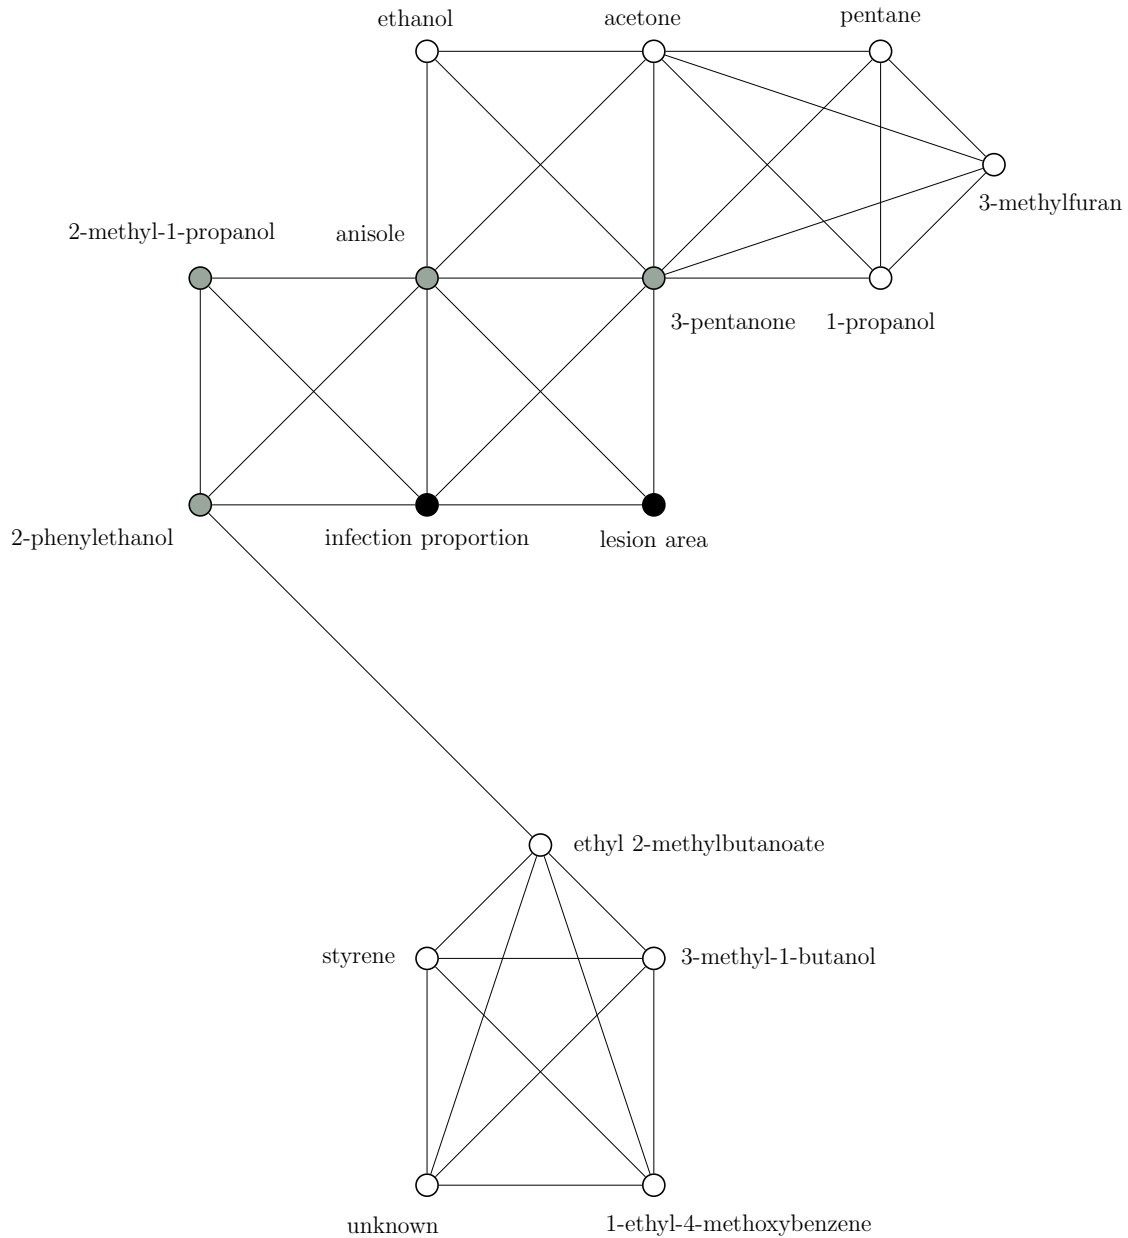 ethanol
acetone
pentane
3-methylfuran
2-methyl-1-propanol
anisole
3-pentanone
1-propanol
2-phenylethanol
infection proportion
lesion area
ethyl 2-methylbutanoate
styrene
3-methyl-1-butanol
unknown
1-ethyl-4-methoxybenzene